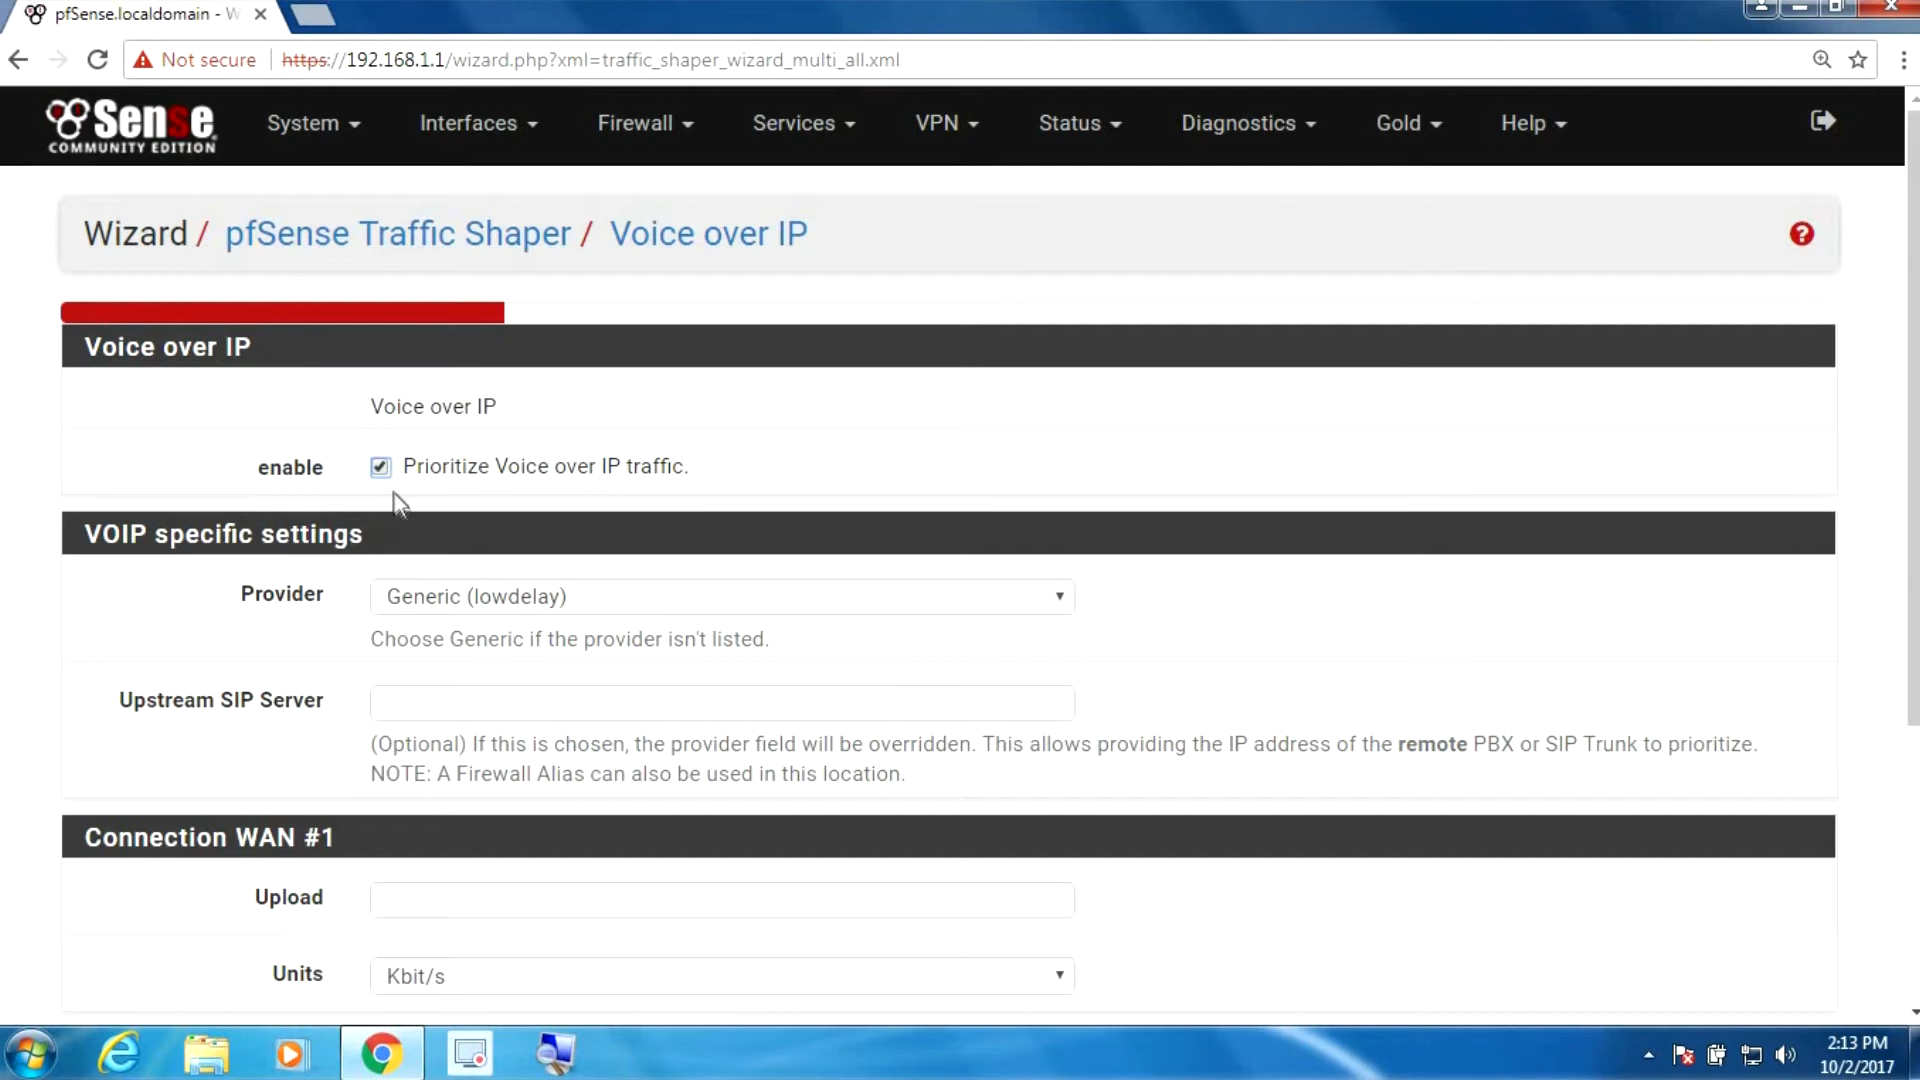 pfSense.localdomain - W
Not secure https://192.168.1.1/wizard.php?xml=traffic_shaper_wizard_multi_all.xml
Sense
COMMUNITY EDITION
System Interfaces Firewall Services VPN Status Diagnostics Gold Help
Wizard / pfSense Traffic Shaper / Voice over IP
Voice over IP
Voice over IP
enable Prioritize Voice over IP traffic.
VOIP specific settings
Provider Generic (lowdelay)
Choose Generic if the provider isn't listed.
Upstream SIP Server
(Optional) If this is chosen, the provider field will be overridden. This allows providing the IP address of the remote PBX or SIP Trunk to prioritize.
NOTE: A Firewall Alias can also be used in this location.
Connection WAN #1
Upload
Units Kbit/s
2:13 PM
10/2/2017